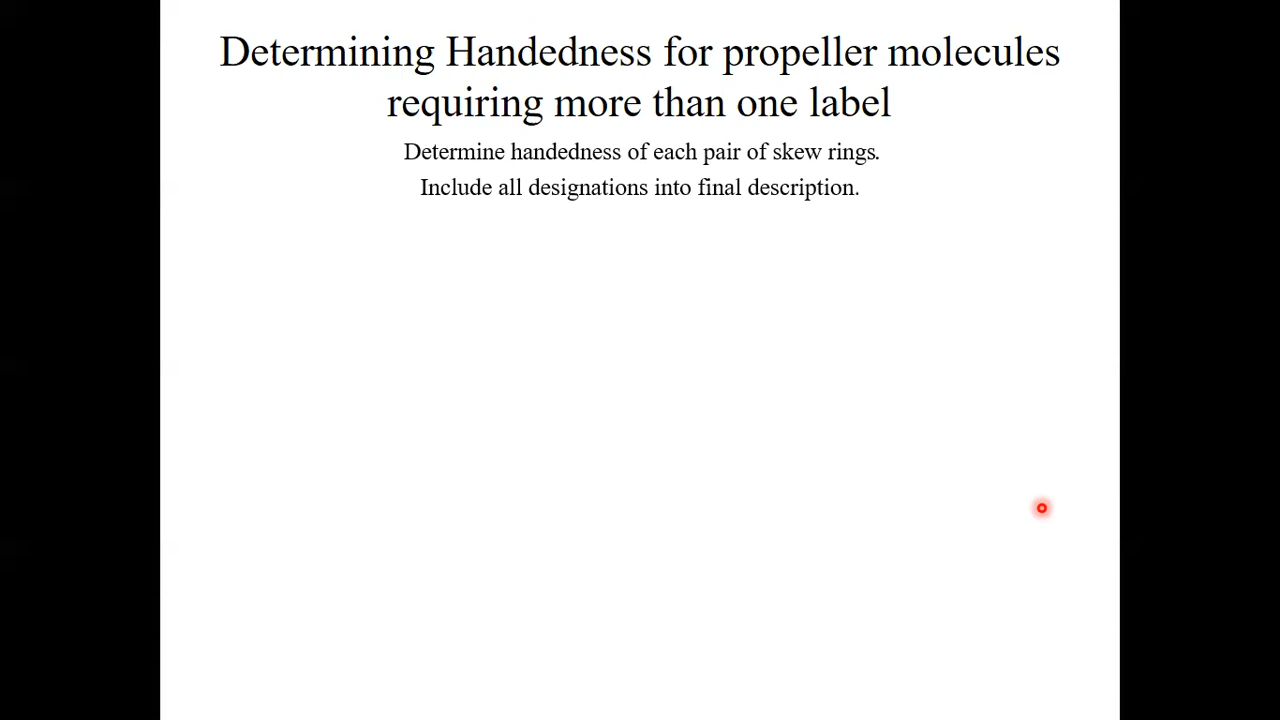 Determining Handedness for propeller molecules
requiring more than one label
Determine handedness of each pair of skew rings.
Include all designations into final description.